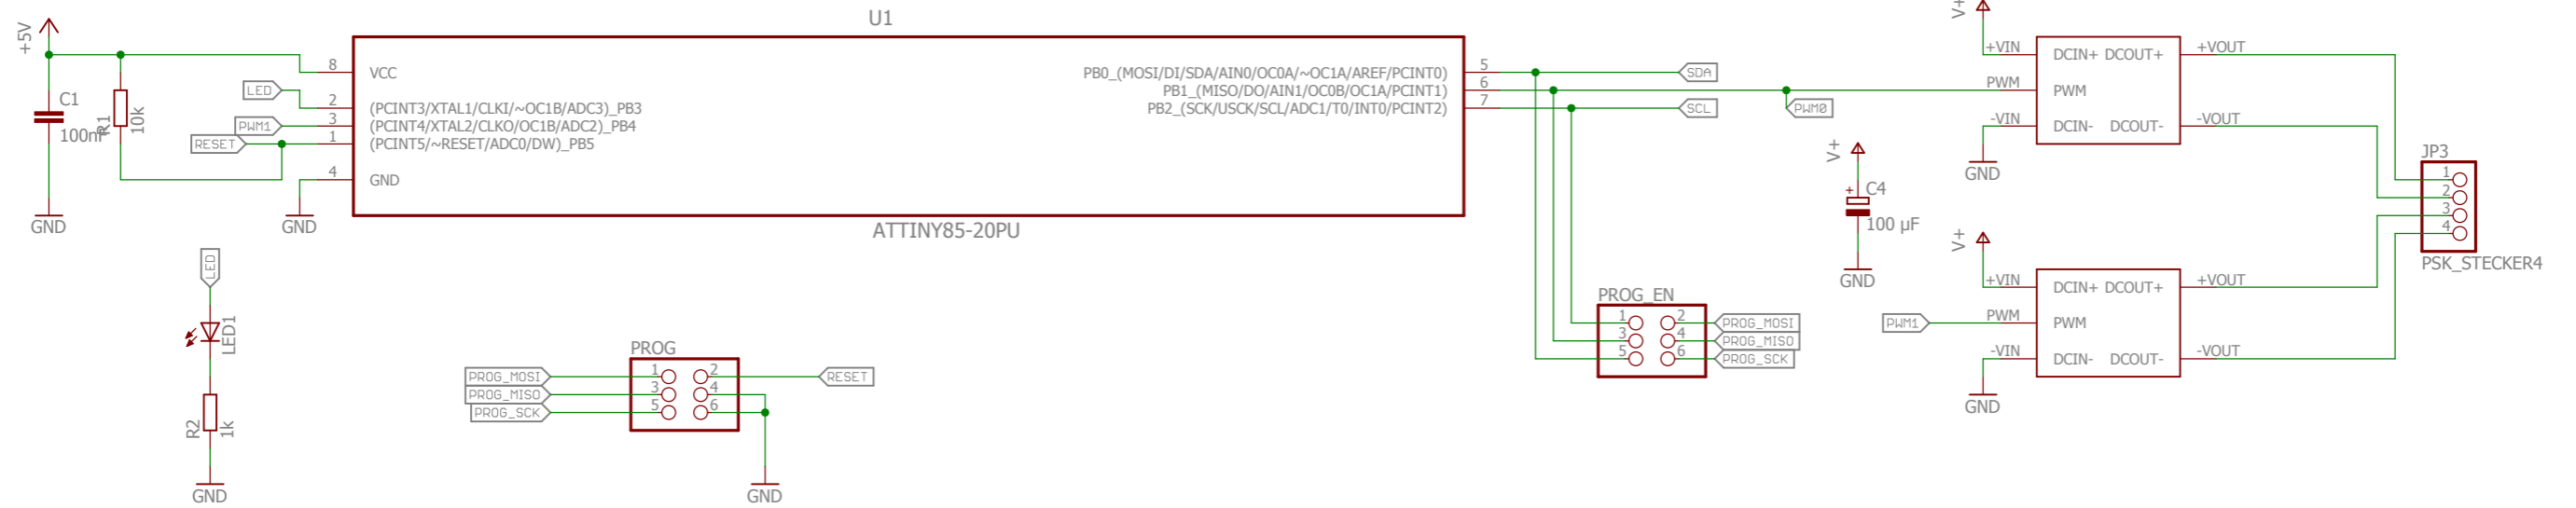 +5V
C1
100nF
R1
10k
LED
PWM1
RESET
GND
GND
U1
8 VCC
2 (PCINT3/XTAL1/CLKI/~OC1B/ADC3)_PB3
3 (PCINT4/XTAL2/CLKO/OC1B/ADC2)_PB4
1 (PCINT5/~RESET/ADC0/DW)_PB5
4 GND
PB0_(MOSI/DI/SDA/AIN0/OC0A/~OC1A/AREF/PCINT0) 5
PB1_(MISO/DO/AIN1/OC0B/OC1A/PCINT1) 6
PB2_(SCK/USCK/SCL/ADC1/T0/INT0/PCINT2) 7
ATTINY85-20PU
SDA
PWM0
SCL
LED
LED1
R2
1k
GND
PROG
PROG_MOSI 1 2 RESET
PROG_MISO 3 4
PROG_SCK 5 6
GND
PROG_EN
1 2 PROG_MOSI
3 4 PROG_MISO
5 6 PROG_SCK
V+
+ C4
100 µF
GND
V+
+VIN DCIN+ DCOUT+ +VOUT
PWM PWM
-VIN DCIN- DCOUT- -VOUT
GND
V+
+VIN DCIN+ DCOUT+ +VOUT
PWM1 PWM PWM
-VIN DCIN- DCOUT- -VOUT
GND
JP3
1
2
3
4
PSK_STECKER4